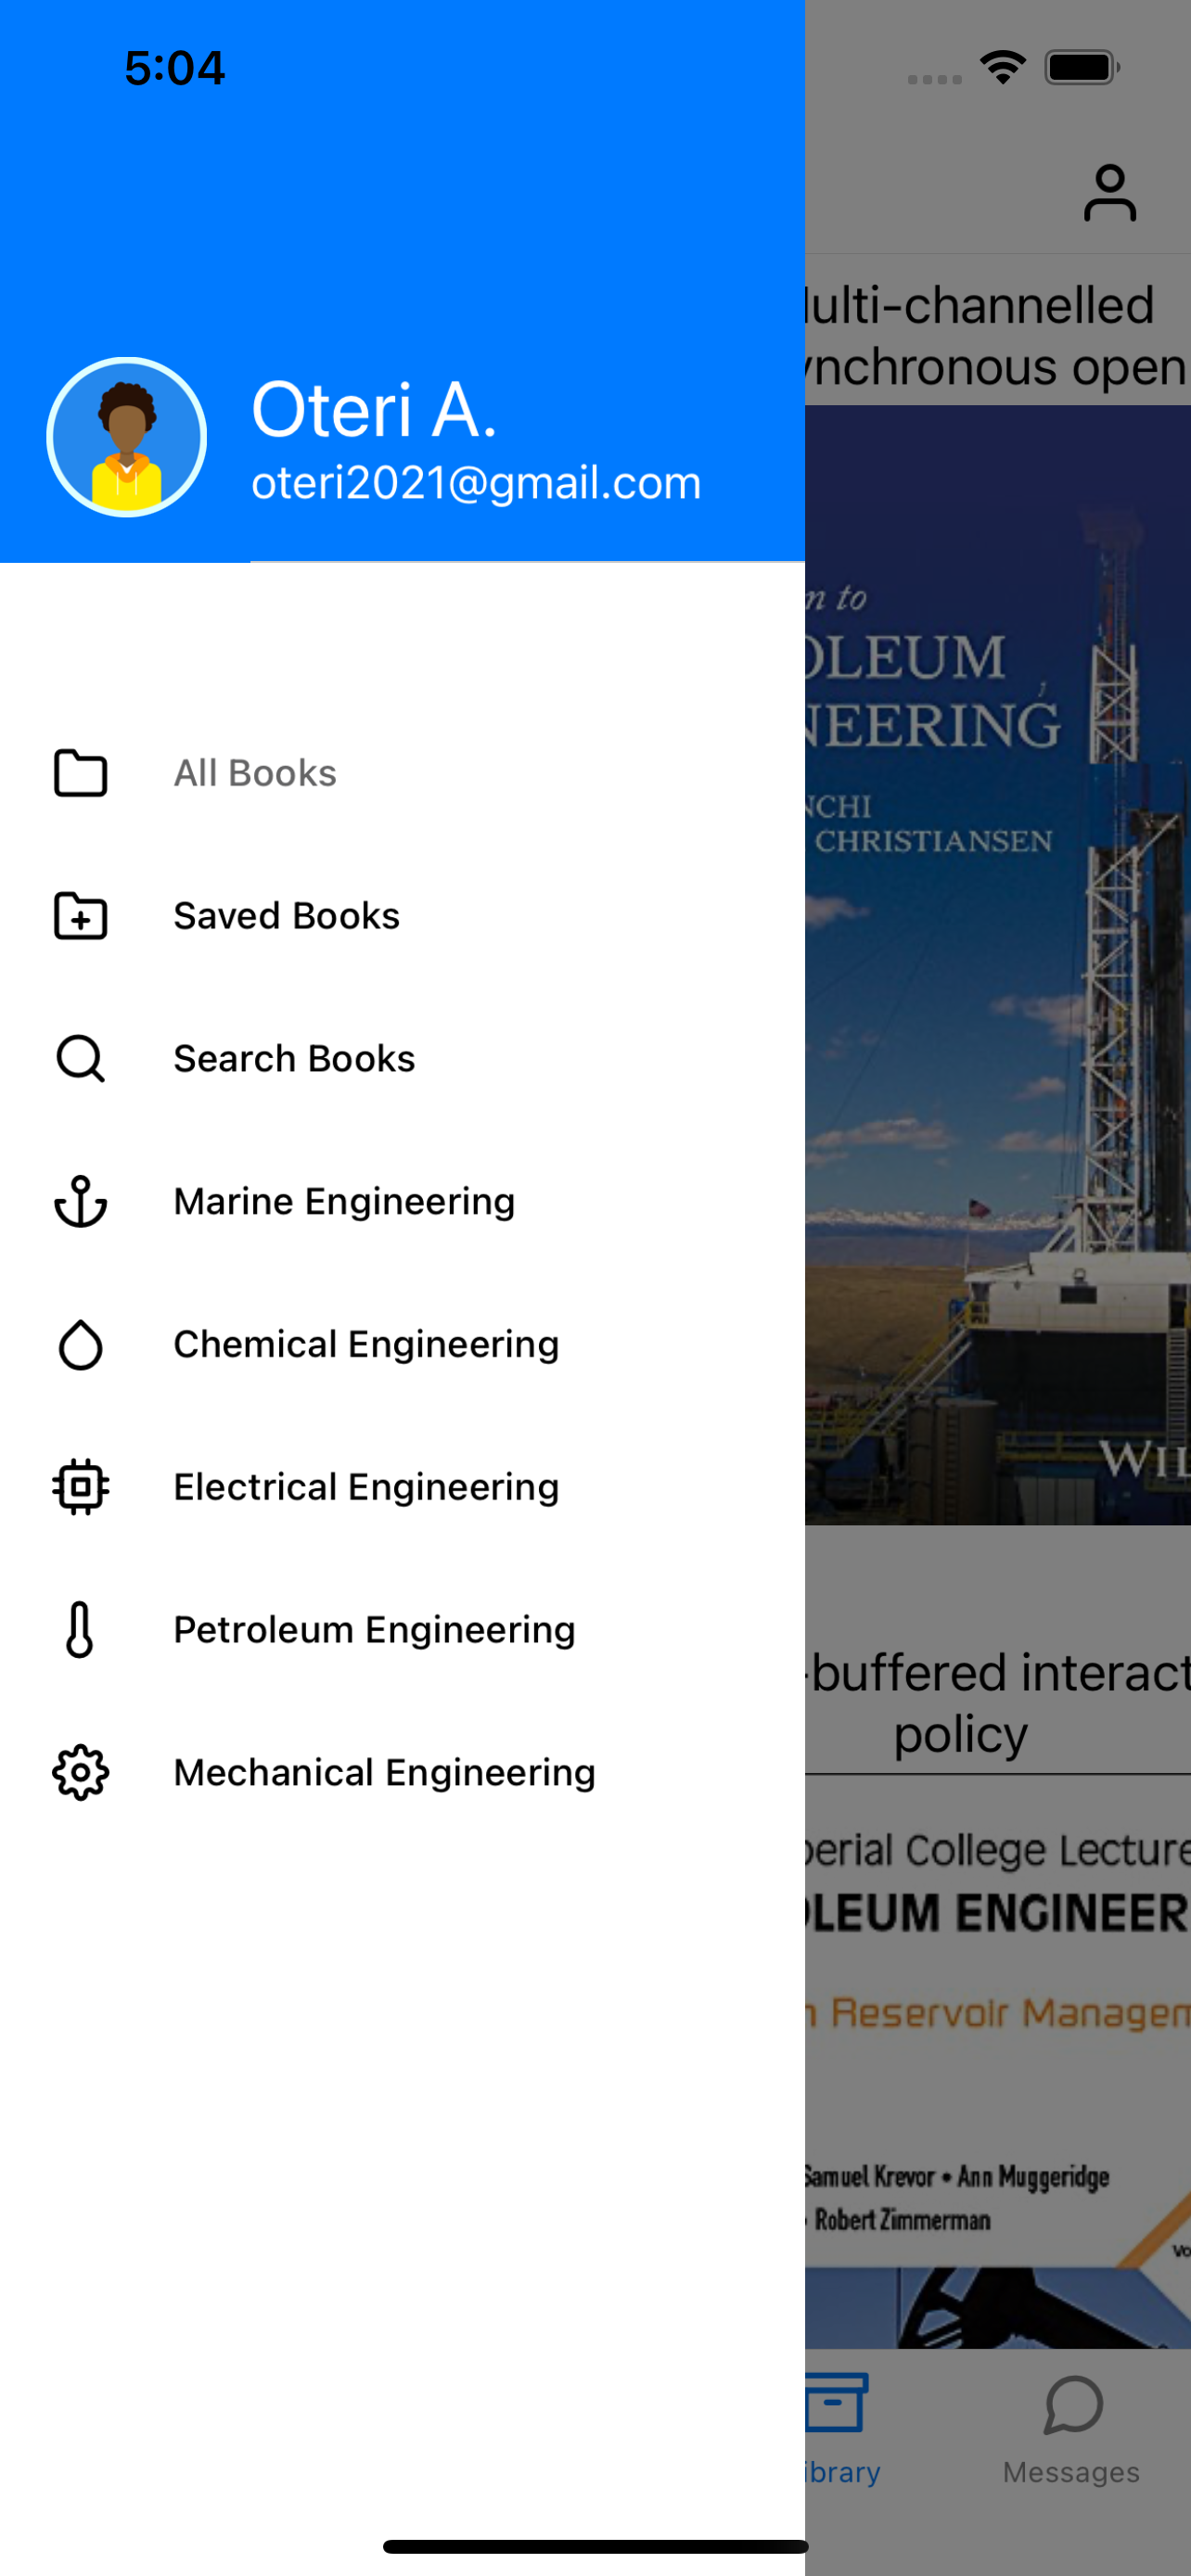 5:04
Oteri A.
oteri2021@gmail.com
All Books
Saved Books
Search Books
Marine Engineering
Chemical Engineering
Electrical Engineering
Petroleum Engineering
Mechanical Engineering
ulti-channelled
ynchronous open
n to
OLEUM
NEERING
NCHI
CHRISTIANSEN
WIL
-buffered interact
policy
perial College Lecture
OLEUM ENGINEER
n Reservoir Managem
Samuel Krevor • Ann Muggeridge
• Robert Zimmerman
Vo
ibrary
Messages